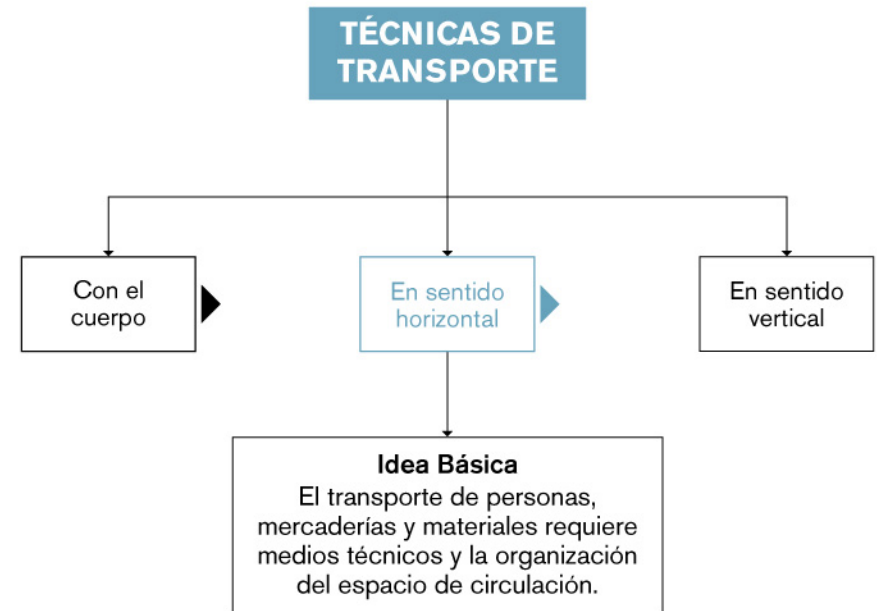 TÉCNICAS DE
TRANSPORTE
Con el
cuerpo
En sentido
horizontal
En sentido
vertical
Idea Básica
El transporte de personas,
mercaderías y materiales requiere
medios técnicos y la organización
del espacio de circulación.